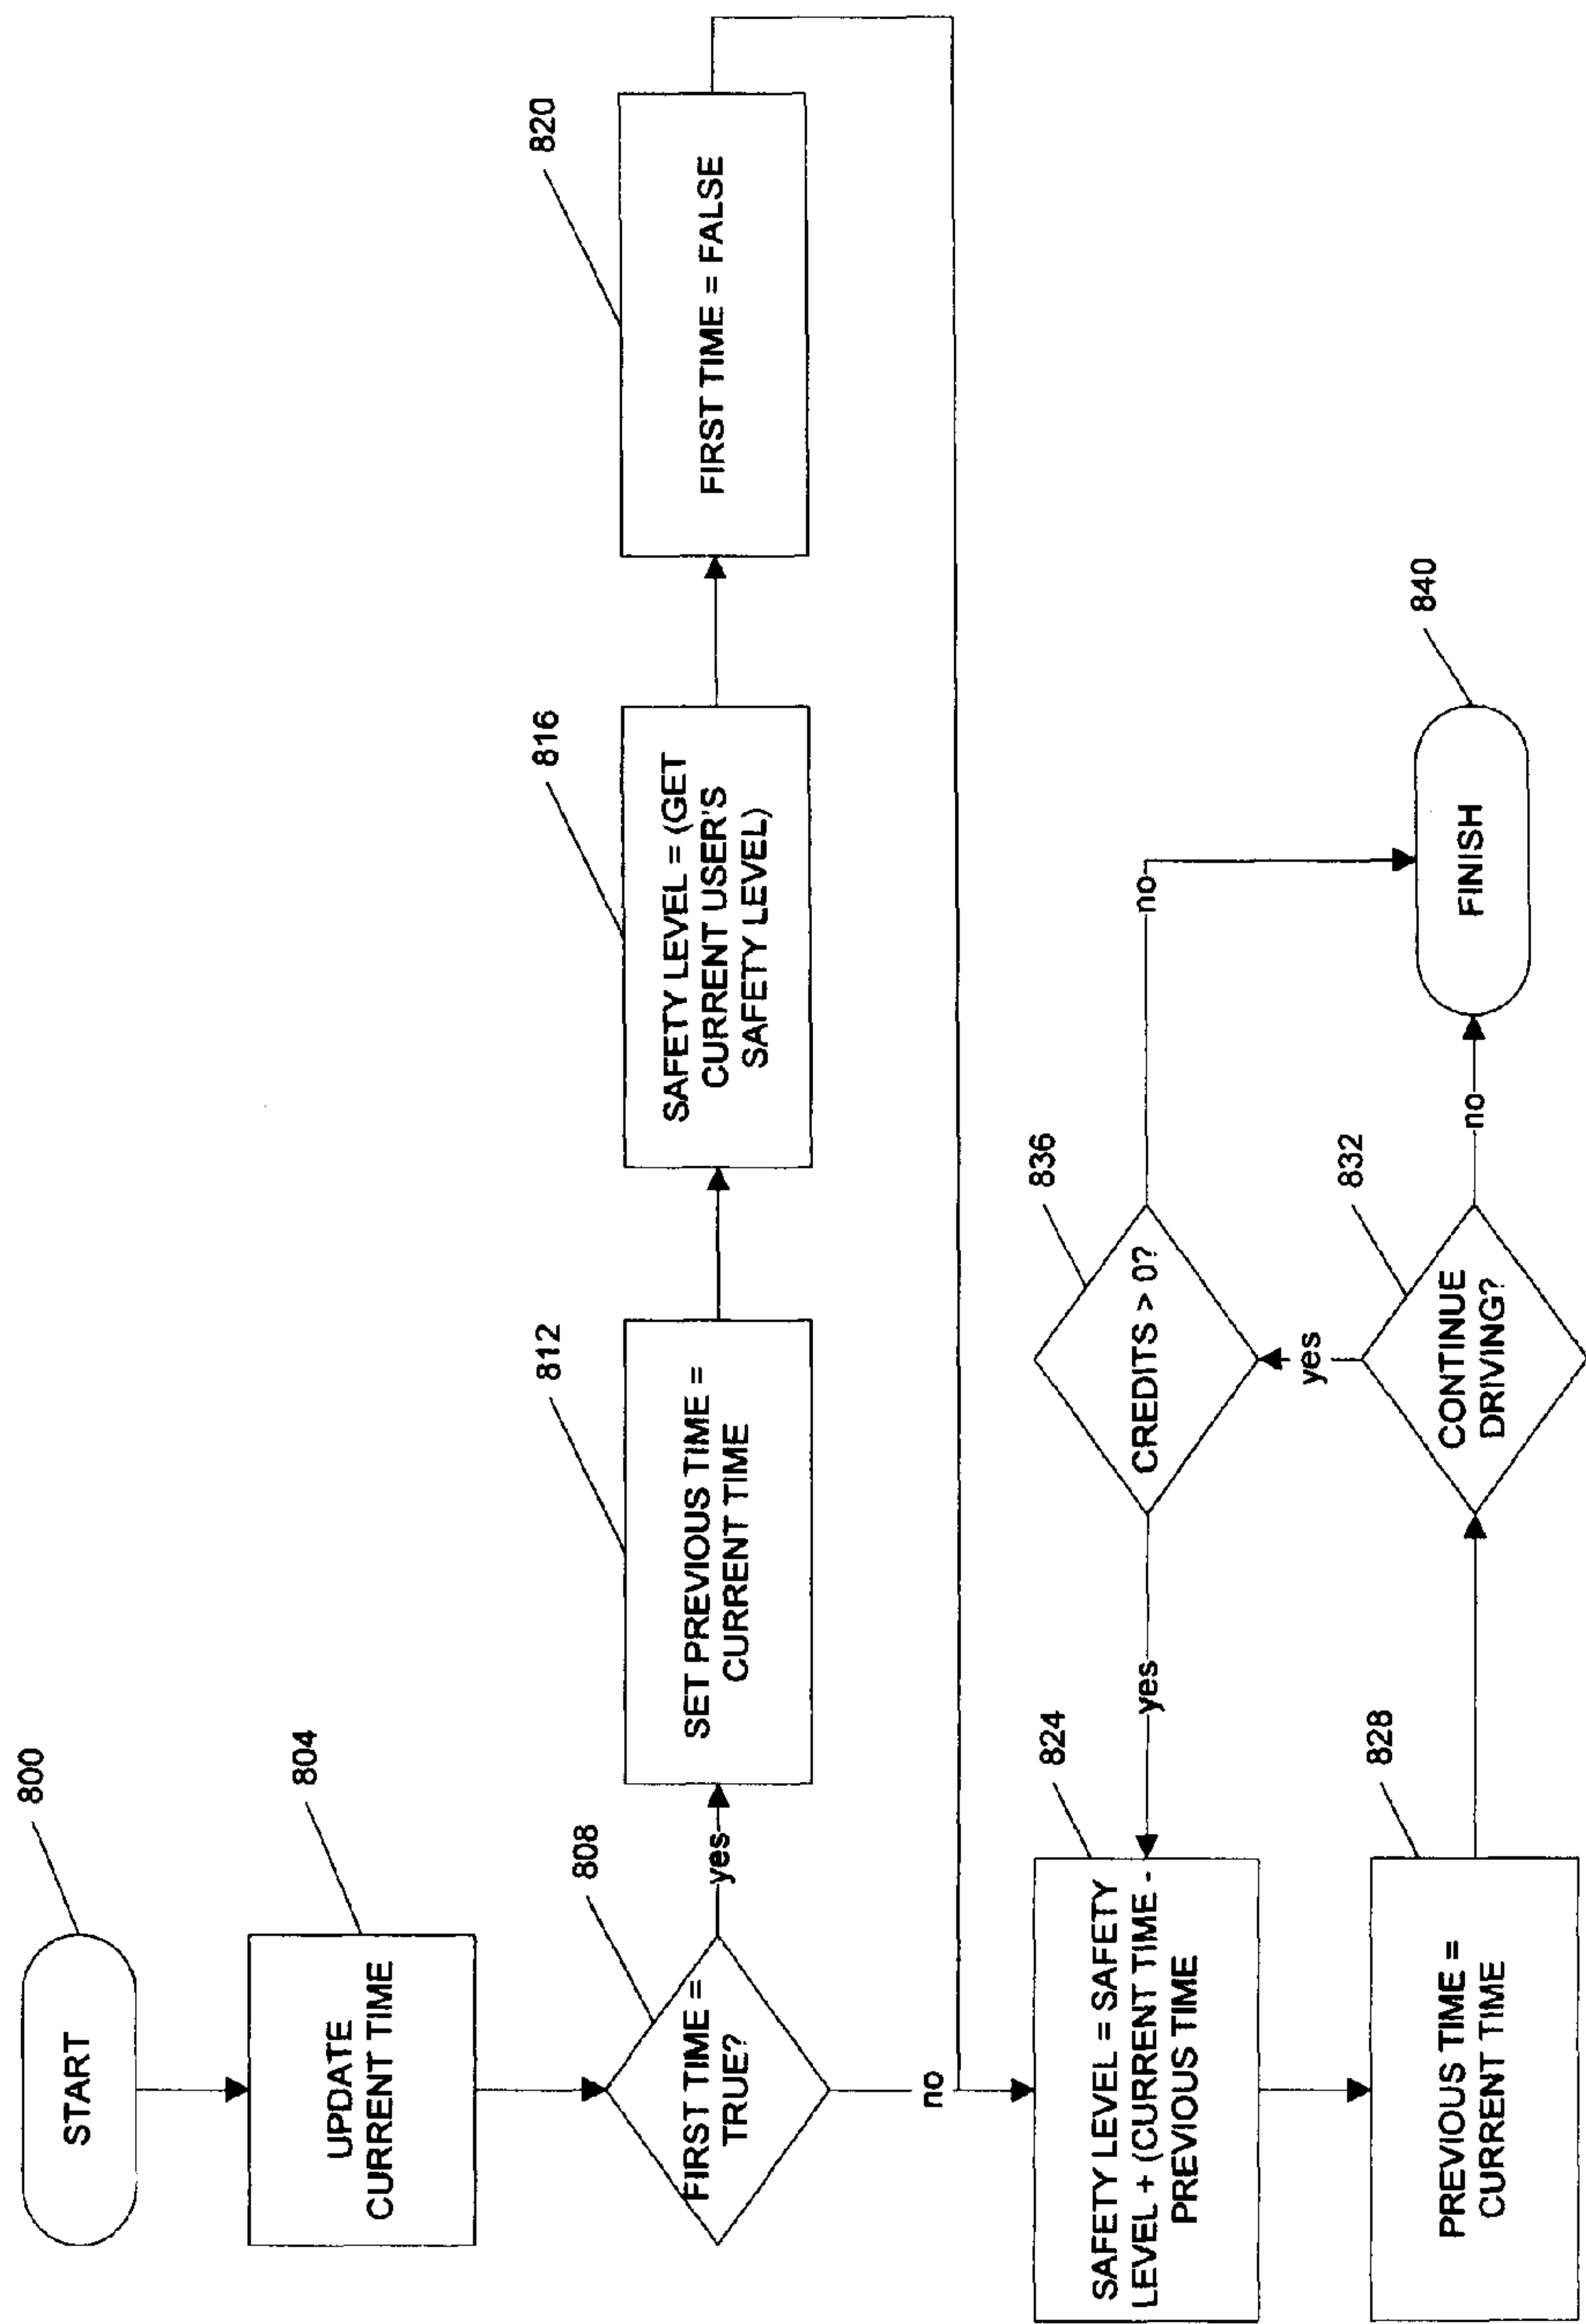 800
START
804
UPDATE
CURRENT TIME
808
FIRST TIME =
TRUE?
yes
812
SET PREVIOUS TIME =
CURRENT TIME
816
SAFETY LEVEL = (GET
CURRENT USER'S
SAFETY LEVEL)
820
FIRST TIME = FALSE
no
824
SAFETY LEVEL = SAFETY
LEVEL + (CURRENT TIME -
PREVIOUS TIME
yes
836
CREDITS > 0?
no
828
PREVIOUS TIME =
CURRENT TIME
832
CONTINUE
DRIVING?
yes
no
840
FINISH